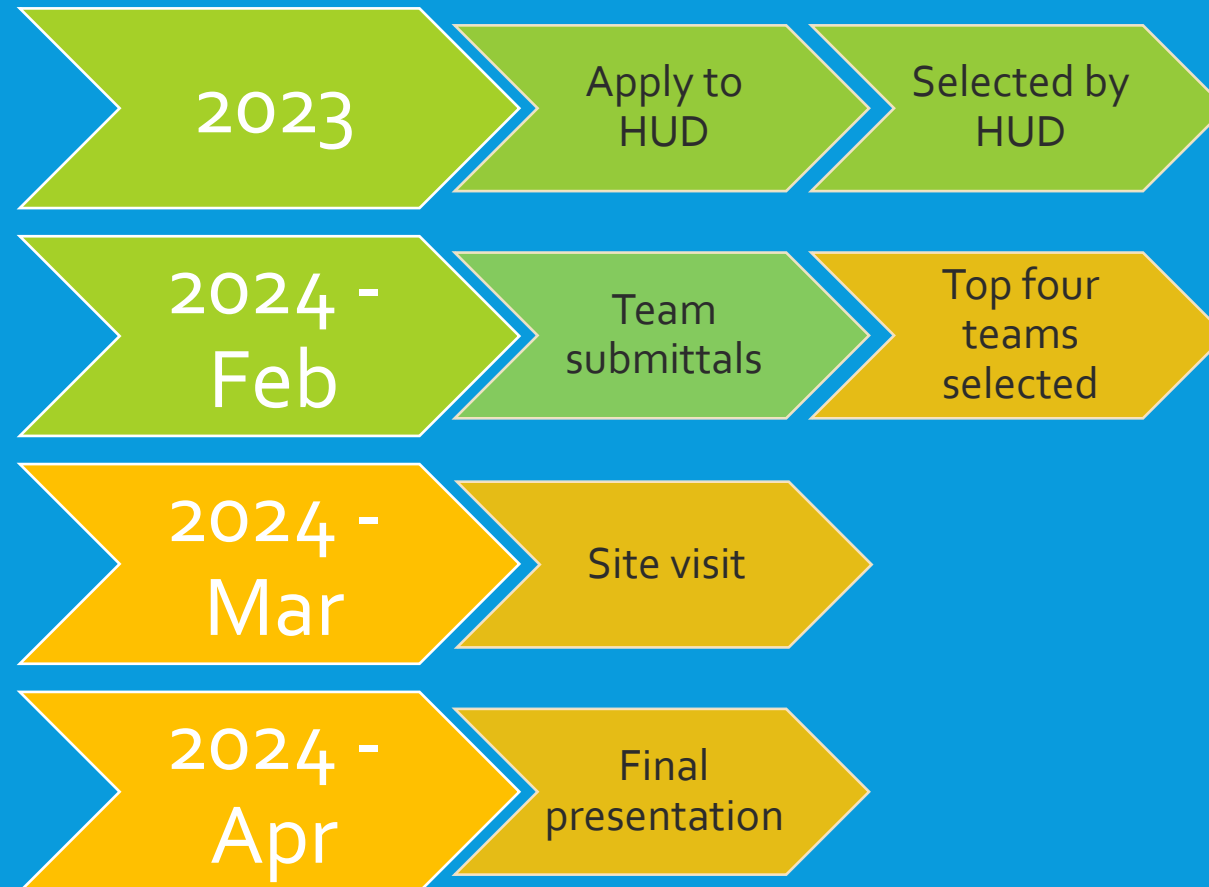 2023
Apply to
HUD
Selected by
HUD
2024 -
Feb
Team
submittals
Top four
teams
selected
2024 -
Mar
Site visit
2024 -
Apr
Final
presentation